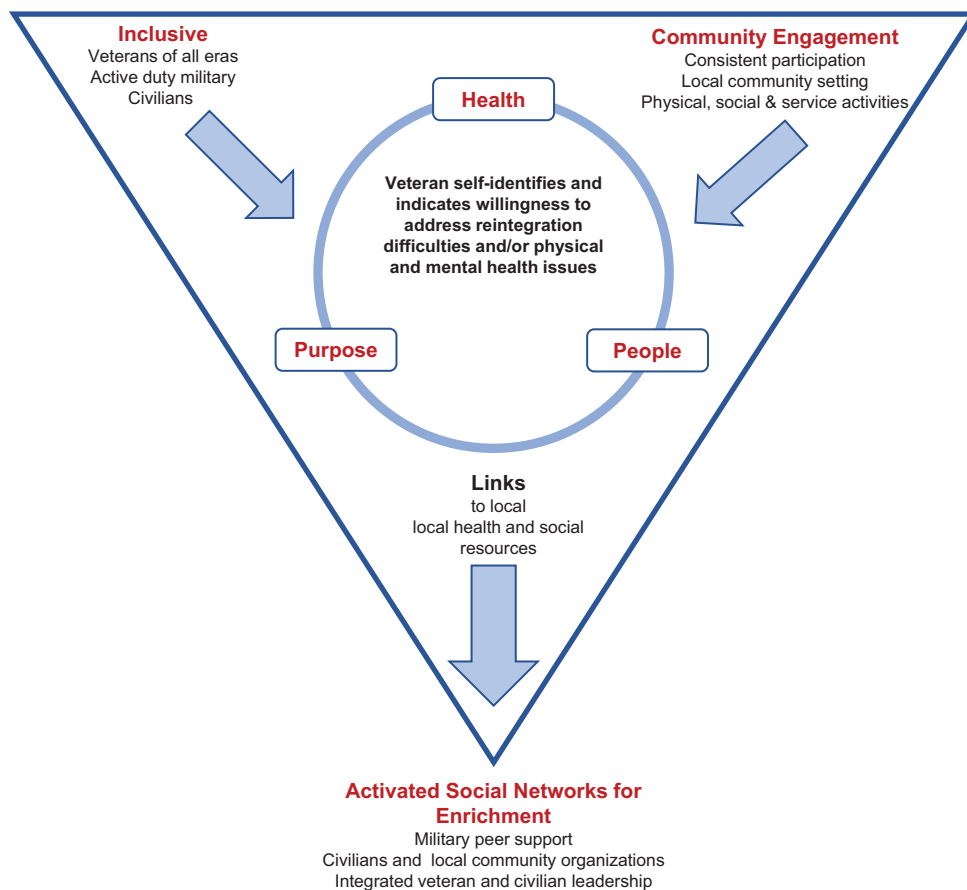 Inclusive
Veterans of all eras
Active duty military
Civilians
Community Engagement
Consistent participation
Local community setting
Physical, social & service activities
Health
Veteran self-identifies and
indicates willingness to
address reintegration
difficulties and/or physical
and mental health issues
Purpose
People
Links
to local
local health and social
resources
Activated Social Networks for
Enrichment
Military peer support
Civilians and local community organizations
Integrated veteran and civilian leadership